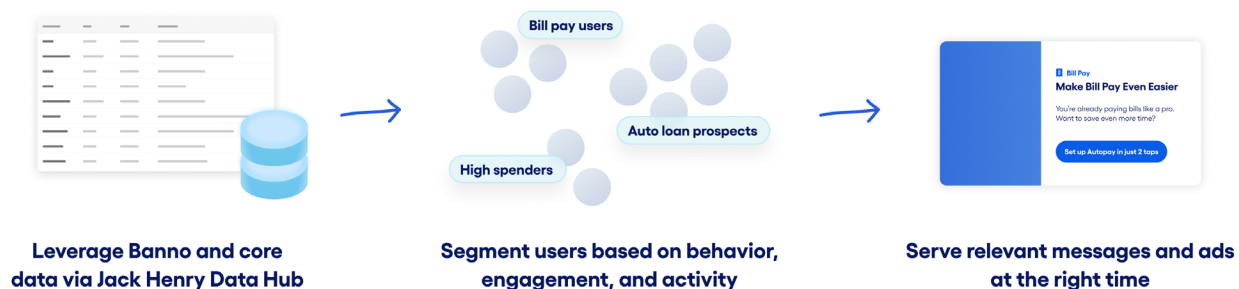 Bill pay users
Auto loan prospects
High spenders
Bill Pay
Make Bill Pay Even Easier
You're already paying bills like a pro.
Want to save even more time?
Set up Autopay in just 2 taps
Leverage Banno and core
data via Jack Henry Data Hub
Segment users based on behavior,
engagement, and activity
Serve relevant messages and ads
at the right time